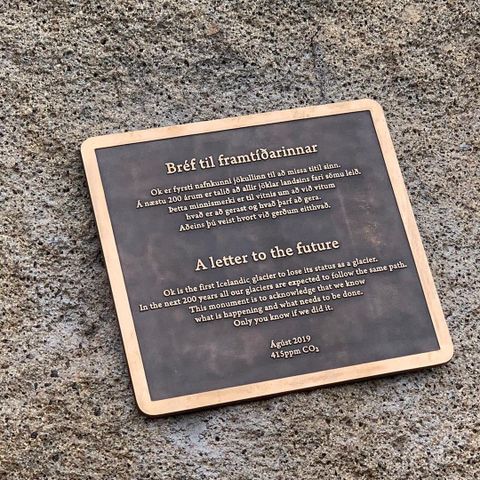 Bréf til framtíðarinnar
Ok er fyrsti nafnkunni jökullinn til að missa titil sinn.
Á næstu 200 árum er talið að allir jöklar landsins fari sömu leið.
Þetta minnismerki er til vitnis um að við vitum
hvað er að gerast og hvað þarf að gera.
Aðeins þú veist hvort við gerðum eitthvað.
A letter to the future
Ok is the first Icelandic glacier to lose its status as a glacier.
In the next 200 years all our glaciers are expected to follow the same path.
This monument is to acknowledge that we know
what is happening and what needs to be done.
Only you know if we did it.
Ágúst 2019
415ppm CO₂